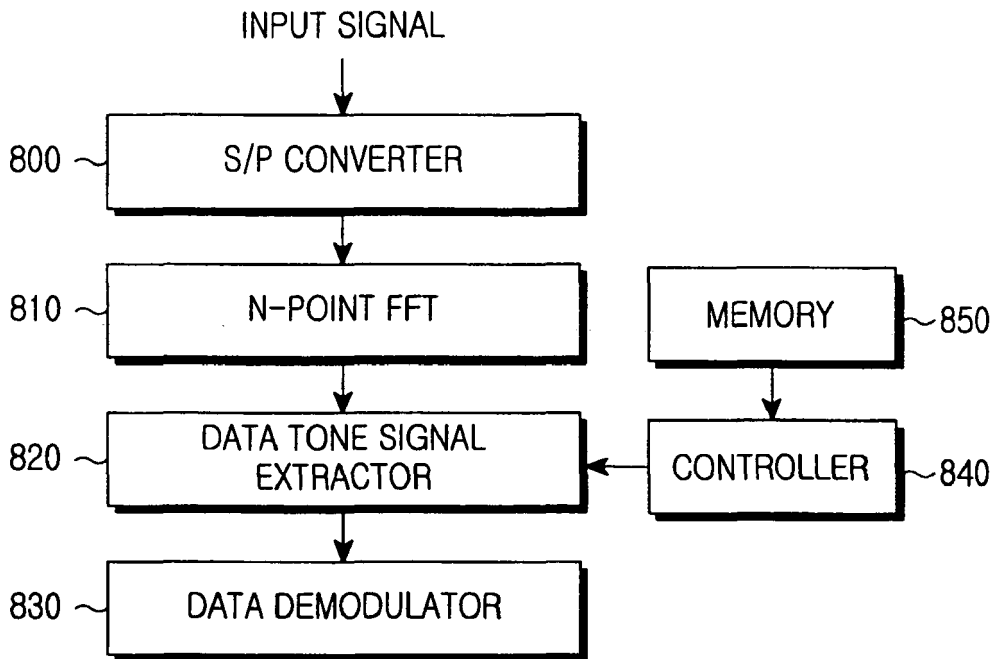 INPUT SIGNAL
800
S/P CONVERTER
810
N-POINT FFT
MEMORY
850
820
DATA TONE SIGNAL
EXTRACTOR
CONTROLLER
840
830
DATA DEMODULATOR